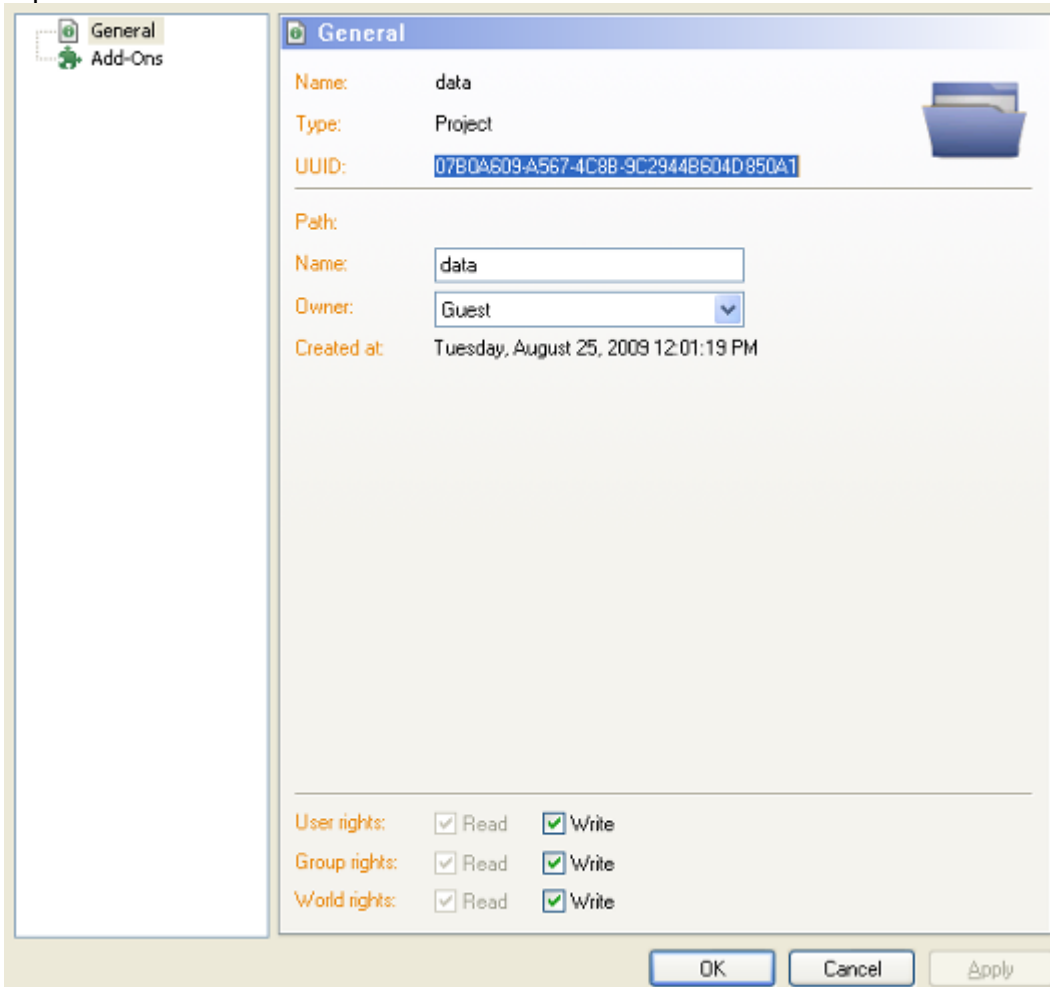 General
Add-Ons
General
Name: data
Type: Project
UUID: 07B0A609-A567-4C8B-9C2944B604D850A1
Path:
Name: data
Owner: Guest
Created at: Tuesday, August 25, 2009 12:01:19 PM
User rights: Read Write
Group rights: Read Write
World rights: Read Write
OK Cancel Apply